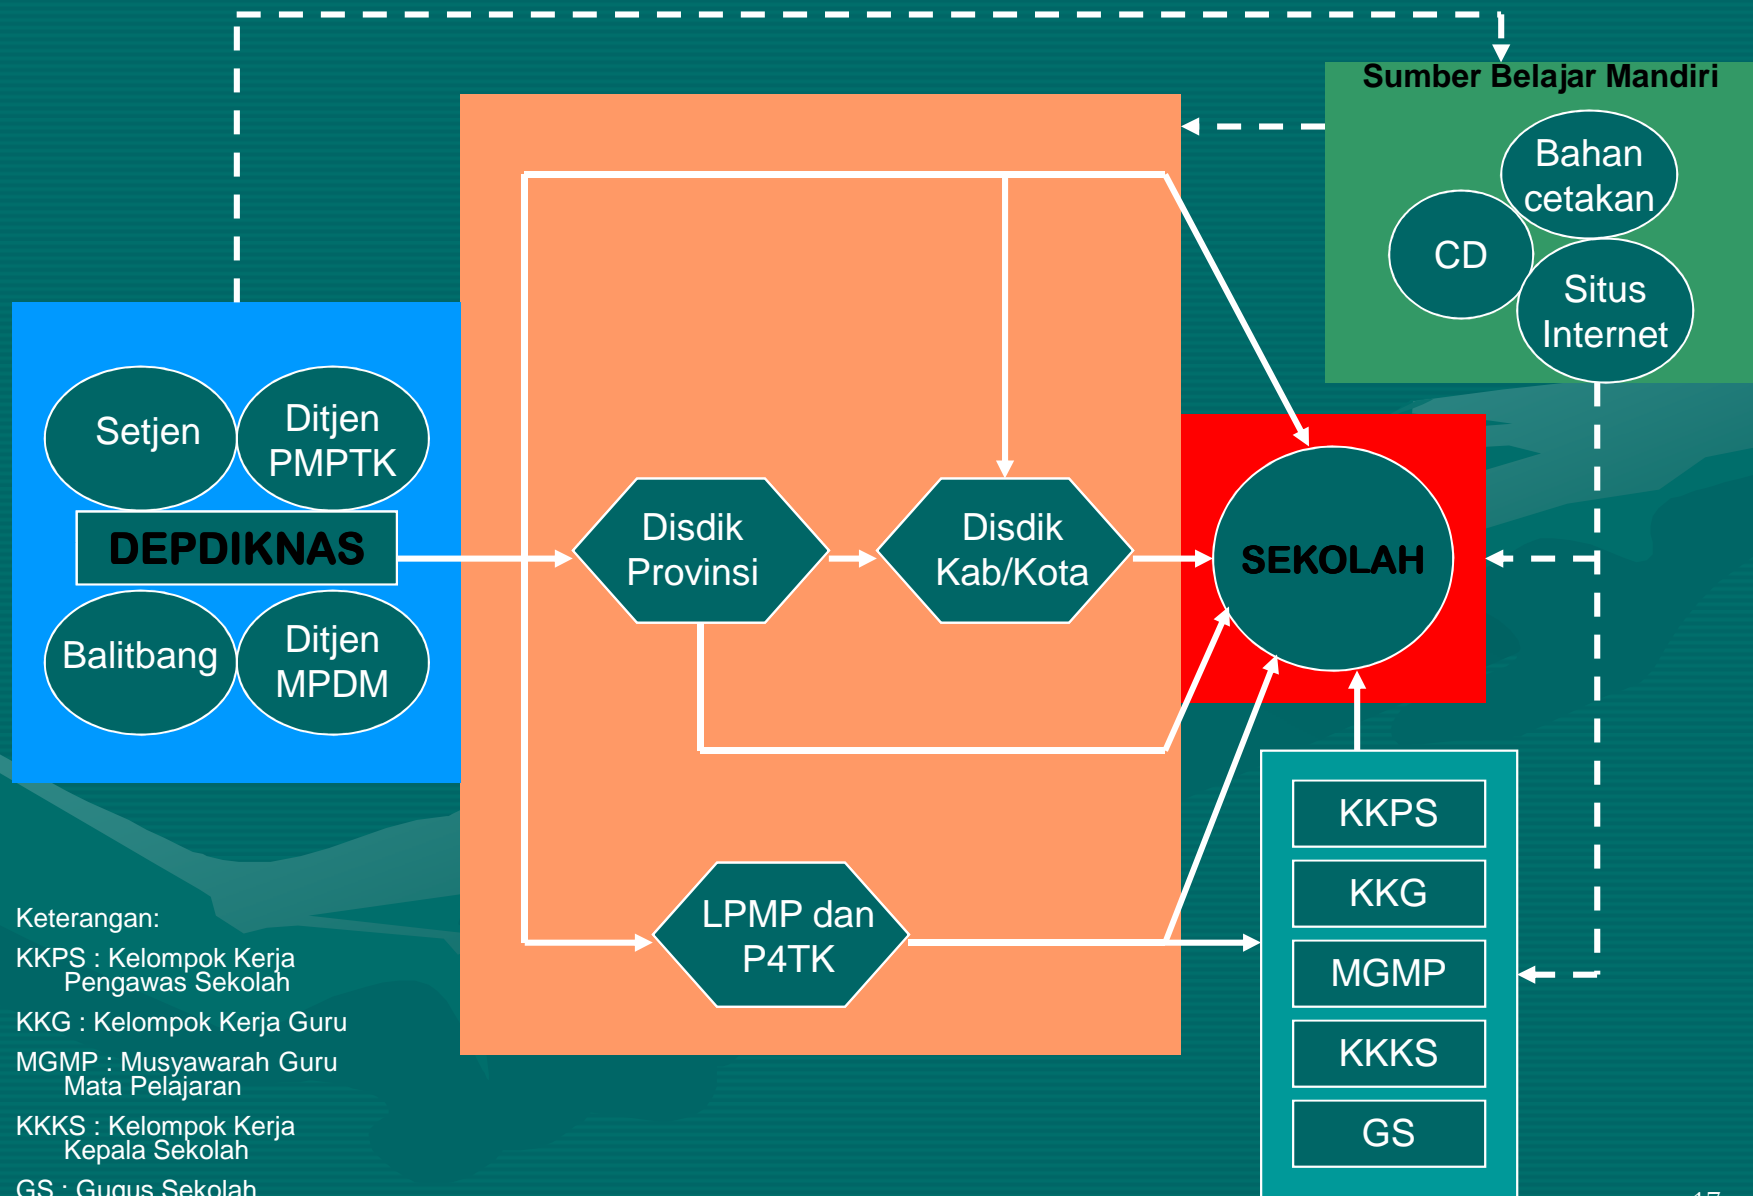 Sumber Belajar Mandiri
Bahan
cetakan
CD
Situs
Internet
Setjen
Ditjen
PMPTK
DEPDIKNAS
Balitbang
Ditjen
MPDM
Disdik
Provinsi
Disdik
Kab/Kota
SEKOLAH
LPMP dan
P4TK
KKPS
KKG
MGMP
KKKS
GS
Keterangan:
KKPS : Kelompok Kerja
Pengawas Sekolah
KKG : Kelompok Kerja Guru
MGMP : Musyawarah Guru
Mata Pelajaran
KKKS : Kelompok Kerja
Kepala Sekolah
GS : Gugus Sekolah
17